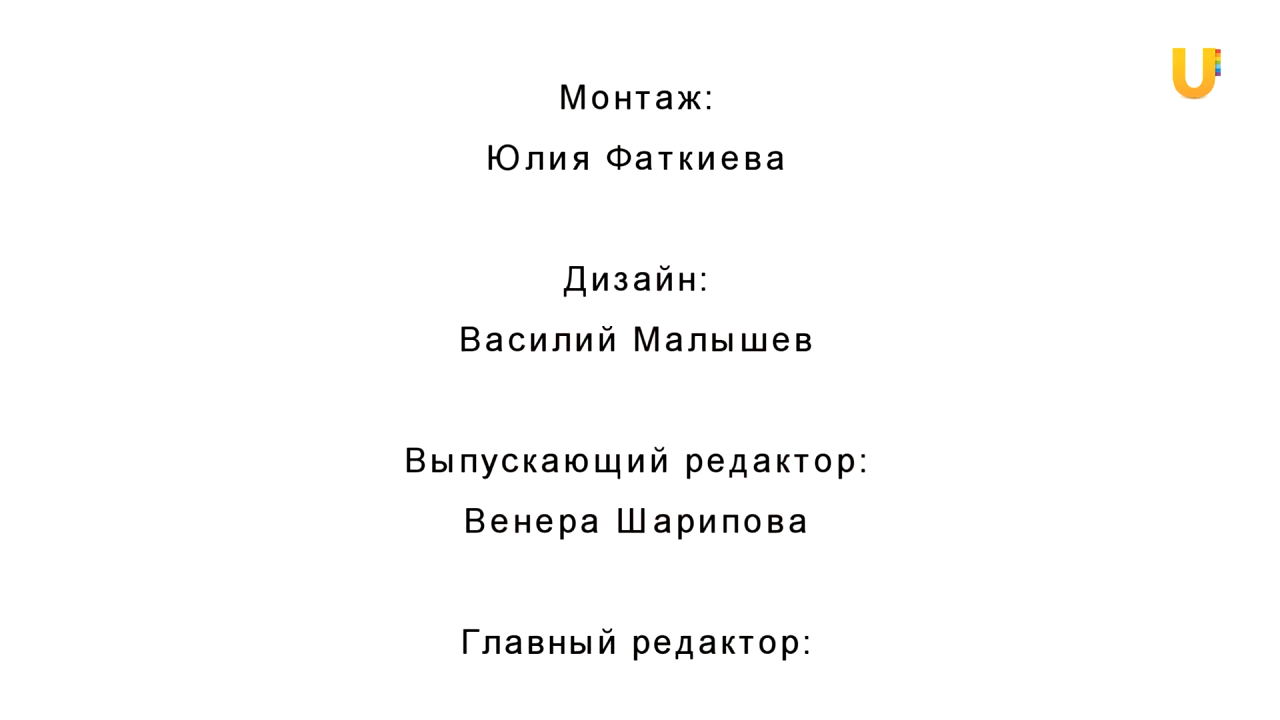 U
Монтаж:
Юлия Фаткиева
Дизайн:
Василий Малышев
Выпускающий редактор:
Венера Шарипова
Главный редактор: